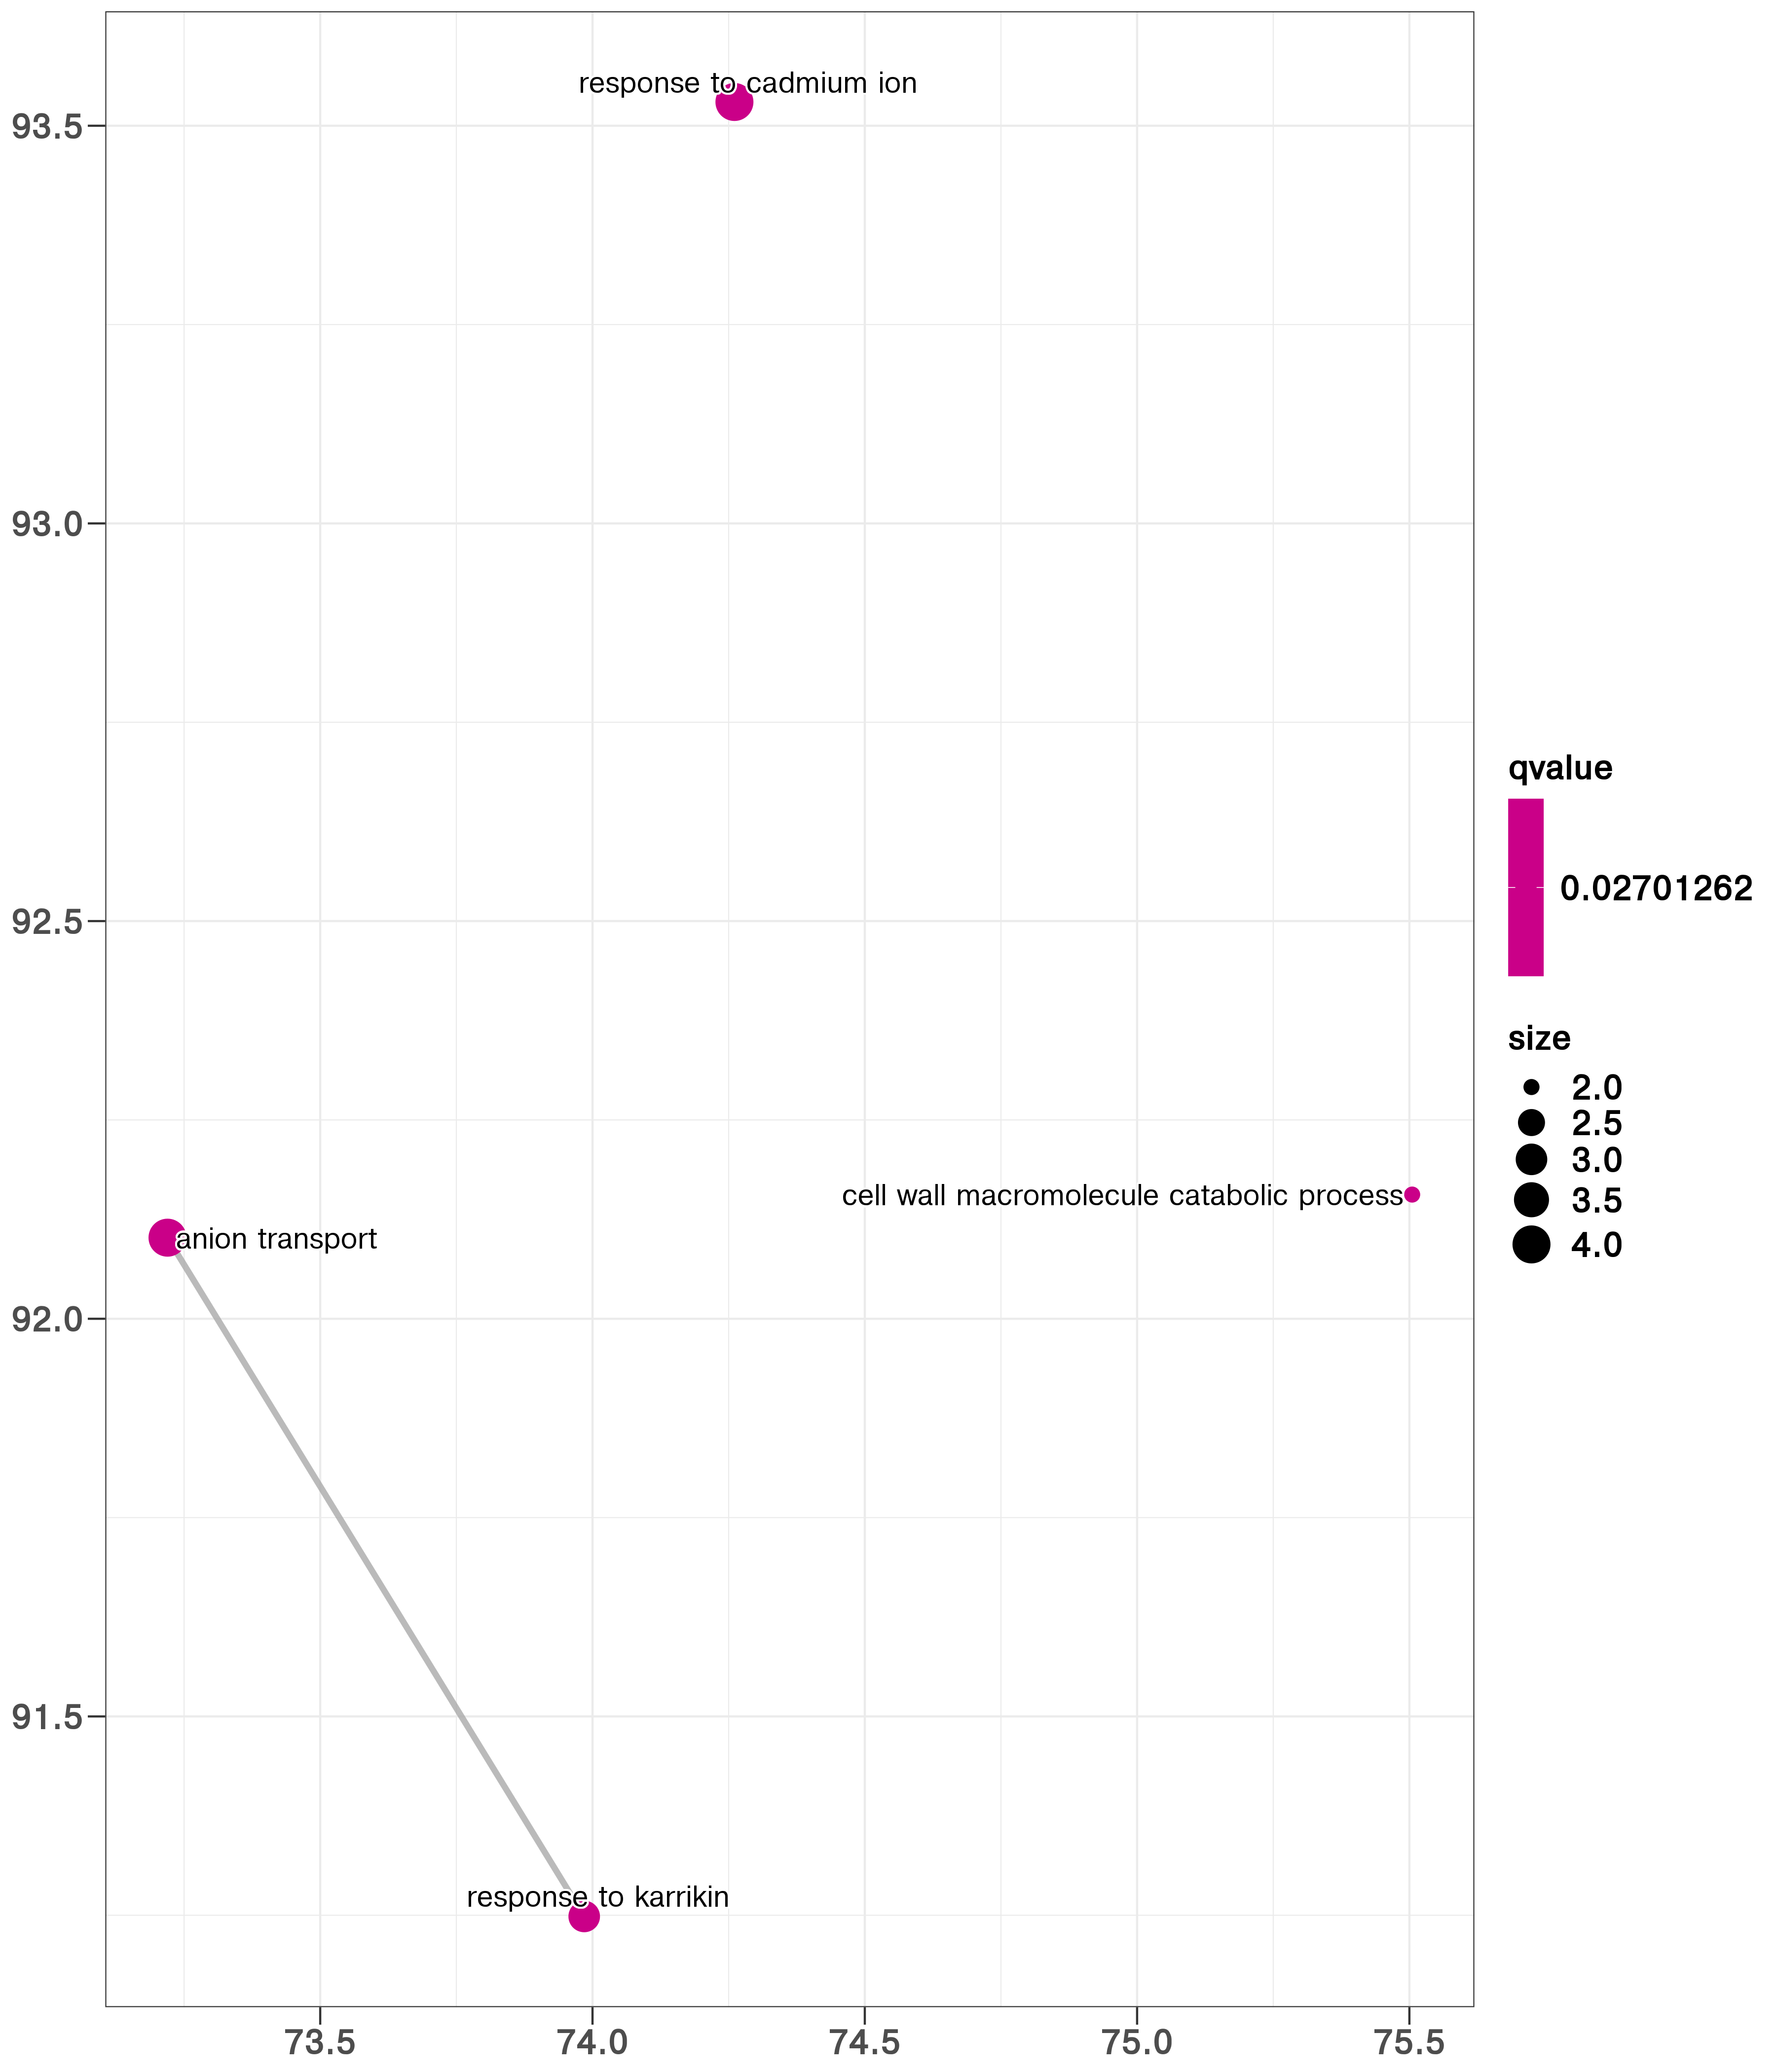 response to cadmium ion
93.5
93.0
92.5
92.0
91.5
cell wall macromolecule catabolic process
anion transport
response to karrikin
73.5 74.0 74.5 75.0 75.5
qvalue
0.02701262
size
2.0
2.5
3.0
3.5
4.0